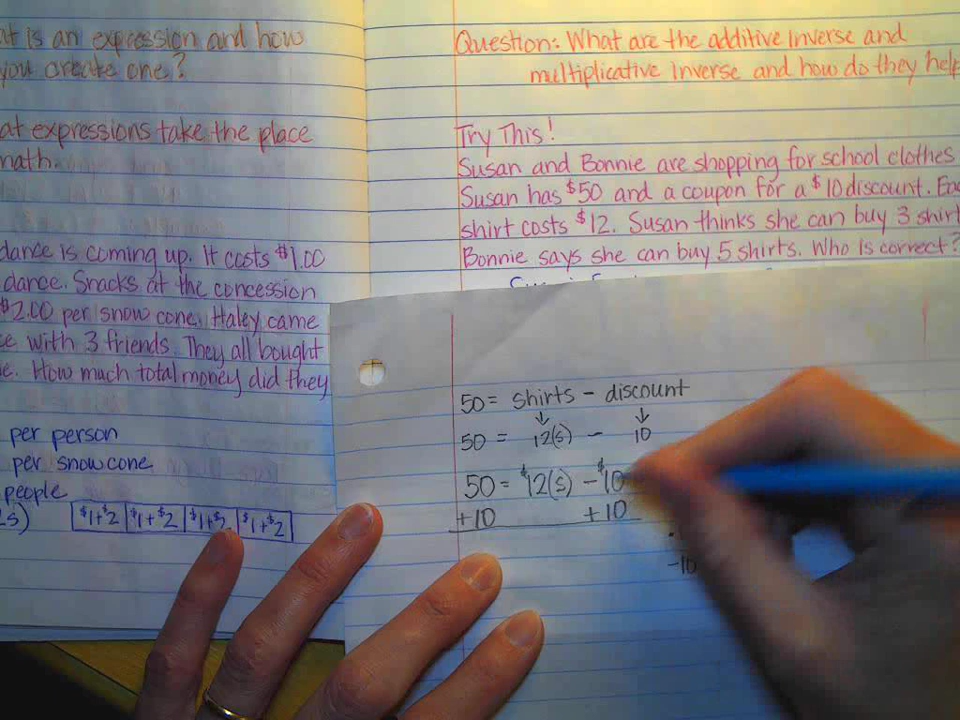 at is an expression and how
you create one?
at expressions take the place
math.
dance is coming up. It costs $1.00
dance. Snacks at the concession
$2.00 per snow cone. Haley came
ce with 3 friends. They all bought
e. How much total money did they
per person
per snow cone
people
s) $1+$2 $1+$2 $1+$2 $1+$2
Question: What are the additive inverse and
multiplicative inverse and how do they help
Try This!
Susan and Bonnie are shopping for school clothes
Susan has $50 and a coupon for a $10 discount. Eac
shirt costs $12. Susan thinks she can buy 3 shirt
Bonnie says she can buy 5 shirts. Who is correct?
50 = shirts - discount
↓ ↓
50 = 12(s) - 10
50 = $12(s) - $10
+10 +10
-10